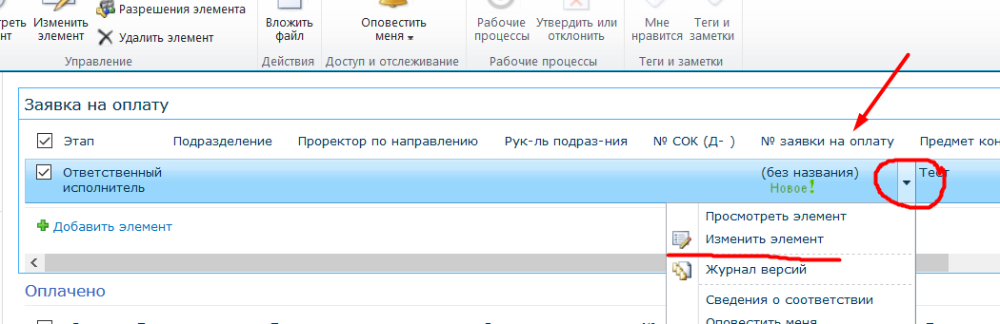 Изменить
элемент
Разрешения элемента
Удалить элемент
Управление
Вложить
файл
Действия
Оповестить
меня
Доступ и отслеживание
Рабочие
процессы
Утвердить или
отклонить
Рабочие процессы
Мне
нравится
Теги и
заметки
Теги и заметки
Заявка на оплату
Этап Подразделение Проректор по направлению Рук-ль подраз-ния № СОК (Д- ) № заявки на оплату Предмет кон
Ответственный
исполнитель
(без названия)
Новое!
Тест
Добавить элемент
Просмотреть элемент
Изменить элемент
Журнал версий
Сведения о соответствии
Оповестить меня
Оплачено